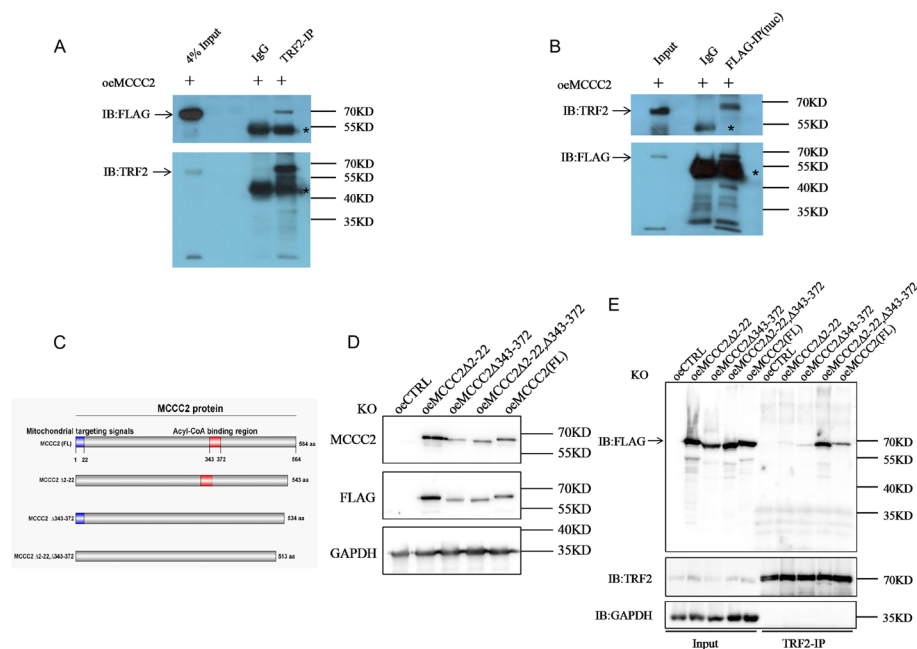 A
4% Input
IgG
TRF2-IP
oeMCCC2 + + +
IB:FLAG
70KD
55KD
*
IB:TRF2
70KD
55KD
40KD
35KD
*
B
Input
IgG
FLAG-IP(nuc)
oeMCCC2 + + +
IB:TRF2
70KD
55KD
*
IB:FLAG
70KD
55KD
40KD
35KD
*
C
MCCC2 protein
Mitochondrial targeting signals
Acyl-CoA binding region
MCCC2 (FL)
564 aa
1 22 343 372 564
MCCC2 Δ2-22
543 aa
MCCC2 Δ343-372
534 aa
MCCC2 Δ2-22, Δ343-372
513 aa
D
KO
oeCTRL
oeMCCC2Δ2-22
oeMCCC2Δ343-372
oeMCCC2Δ2-22,Δ343-372
oeMCCC2(FL)
MCCC2
70KD
55KD
FLAG
70KD
55KD
40KD
GAPDH
35KD
E
KO
oeCTRL
oeMCCC2Δ2-22
oeMCCC2Δ343-372
oeMCCC2Δ2-22,Δ343-372
oeMCCC2(FL)
oeCTRL
oeMCCC2Δ2-22
oeMCCC2Δ343-372
oeMCCC2Δ2-22,Δ343-372
oeMCCC2(FL)
IB:FLAG
70KD
55KD
40KD
35KD
IB:TRF2
70KD
IB:GAPDH
35KD
Input
TRF2-IP